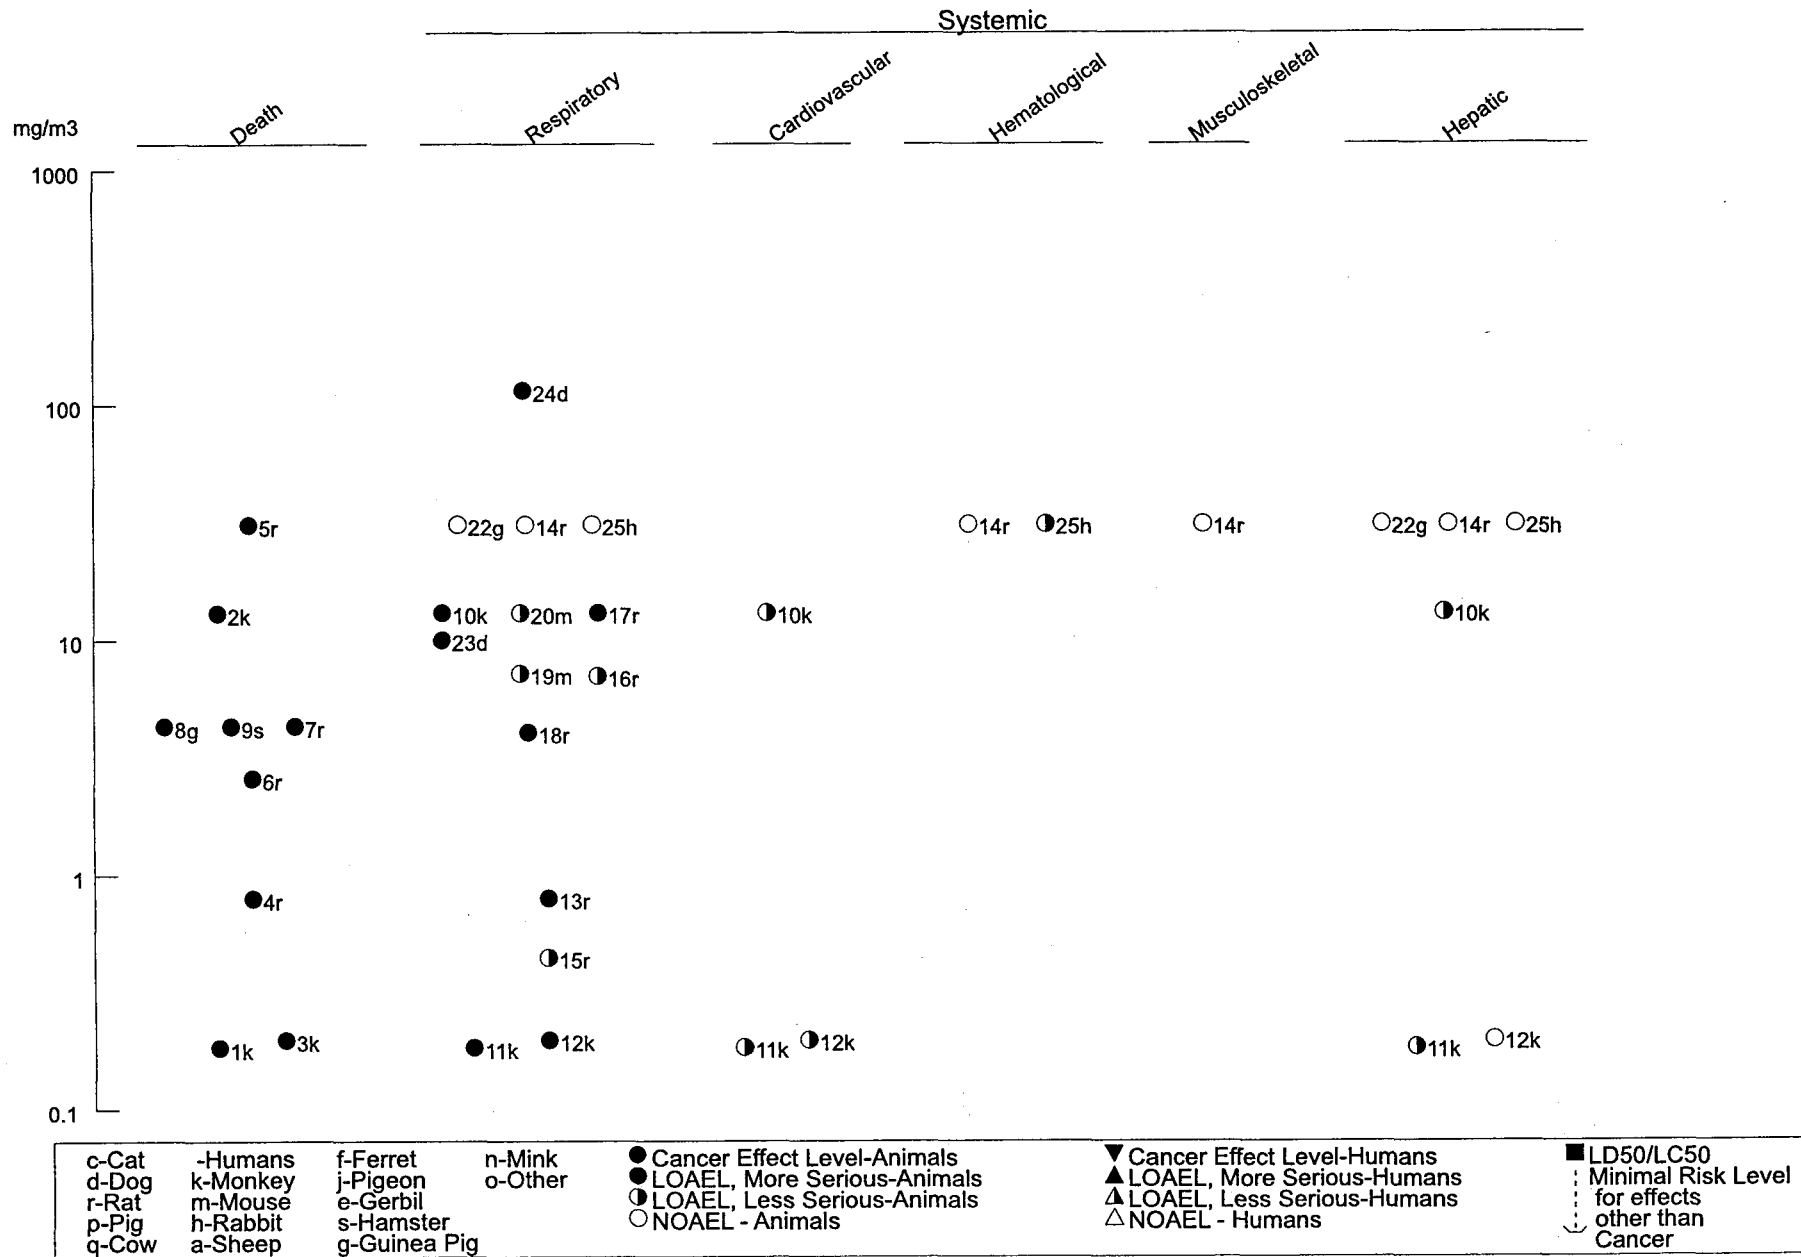 Systemic
mg/m3
Death
Respiratory
Cardiovascular
Hematological
Musculoskeletal
Hepatic
1000
24d
100
5r
22g 14r 25h
14r 25h
14r
22g 14r 25h
2k
10k 20m 17r
10k
10k
10
23d
19m 16r
8g 9s 7r
18r
6r
1
4r
13r
15r
1k 3k
11k 12k
11k 12k
11k 12k
0.1
c-Cat -Humans f-Ferret n-Mink
d-Dog k-Monkey j-Pigeon o-Other
r-Rat m-Mouse e-Gerbil
p-Pig h-Rabbit s-Hamster
q-Cow a-Sheep g-Guinea Pig
Cancer Effect Level-Animals
LOAEL, More Serious-Animals
LOAEL, Less Serious-Animals
NOAEL - Animals
Cancer Effect Level-Humans
LOAEL, More Serious-Humans
LOAEL, Less Serious-Humans
NOAEL - Humans
LD50/LC50
Minimal Risk Level
for effects
other than
Cancer